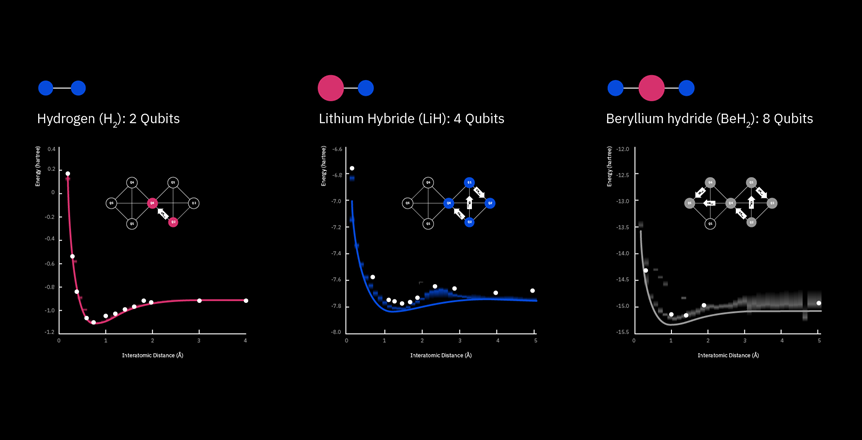 Hydrogen (H2): 2 Qubits
Lithium Hybride (LiH): 4 Qubits
Beryllium hydride (BeH2): 8 Qubits
Energy (hartree)
0.4
0.2
0
-0.2
-0.4
-0.6
-0.8
-1.0
-1.2
0 1 2 3 4
Interatomic Distance (Å)
Energy (hartree)
-6.6
-6.8
-7.0
-7.2
-7.4
-7.6
-7.8
-8.0
0 1 2 3 4 5
Interatomic Distance (Å)
Energy (hartree)
-12.0
-12.5
-13.0
-13.5
-14.0
-14.5
-15.0
-15.5
0 1 2 3 4 5
Interatomic Distance (Å)